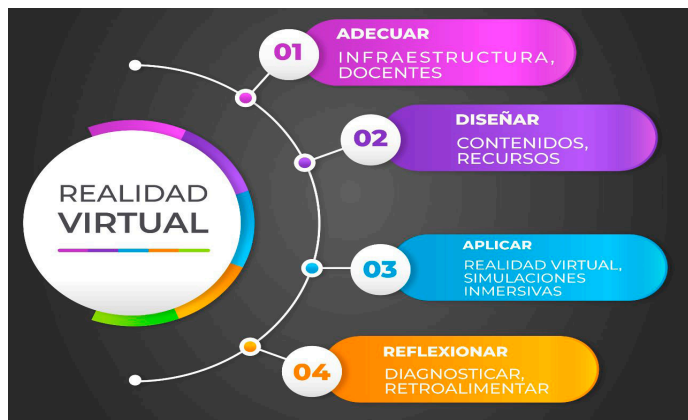 REALIDAD
VIRTUAL
01
ADECUAR
INFRAESTRUCTURA,
DOCENTES
02
DISEÑAR
CONTENIDOS,
RECURSOS
03
APLICAR
REALIDAD VIRTUAL,
SIMULACIONES
INMERSIVAS
04
REFLEXIONAR
DIAGNOSTICAR,
RETROALIMENTAR